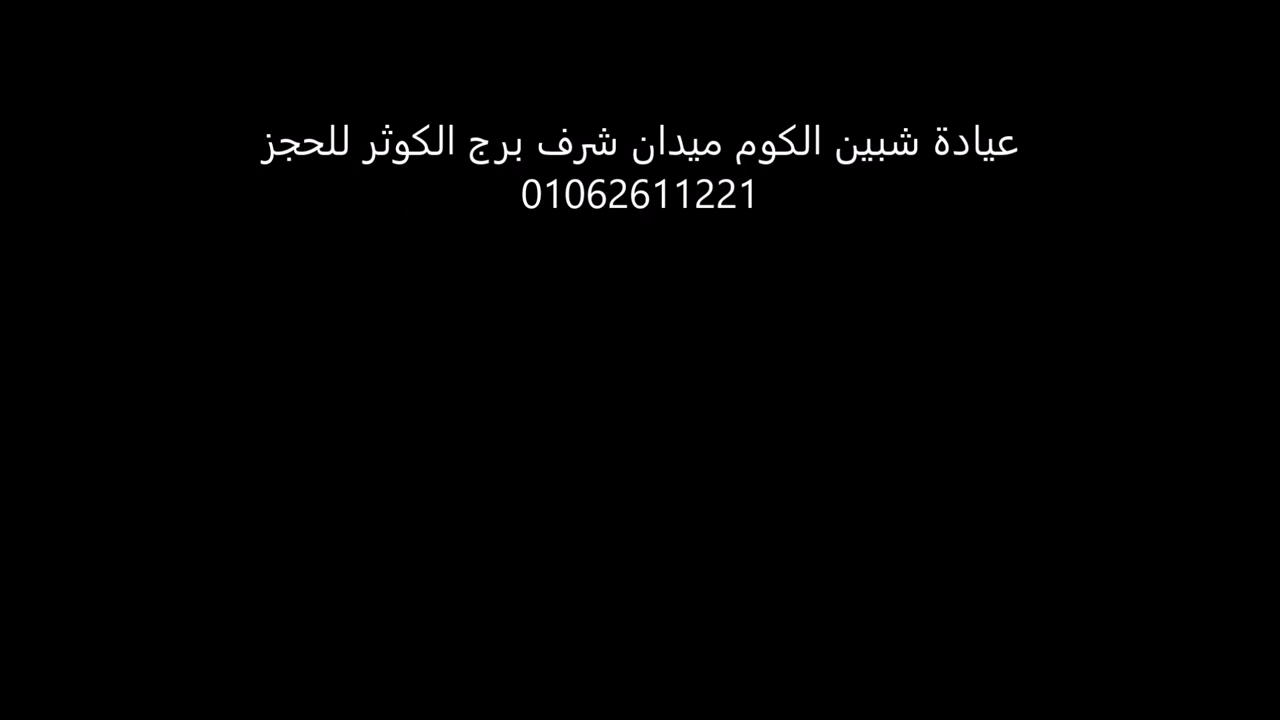 عيادة شبين الكوم ميدان شرف برج الكوثر للحجز
01062611221